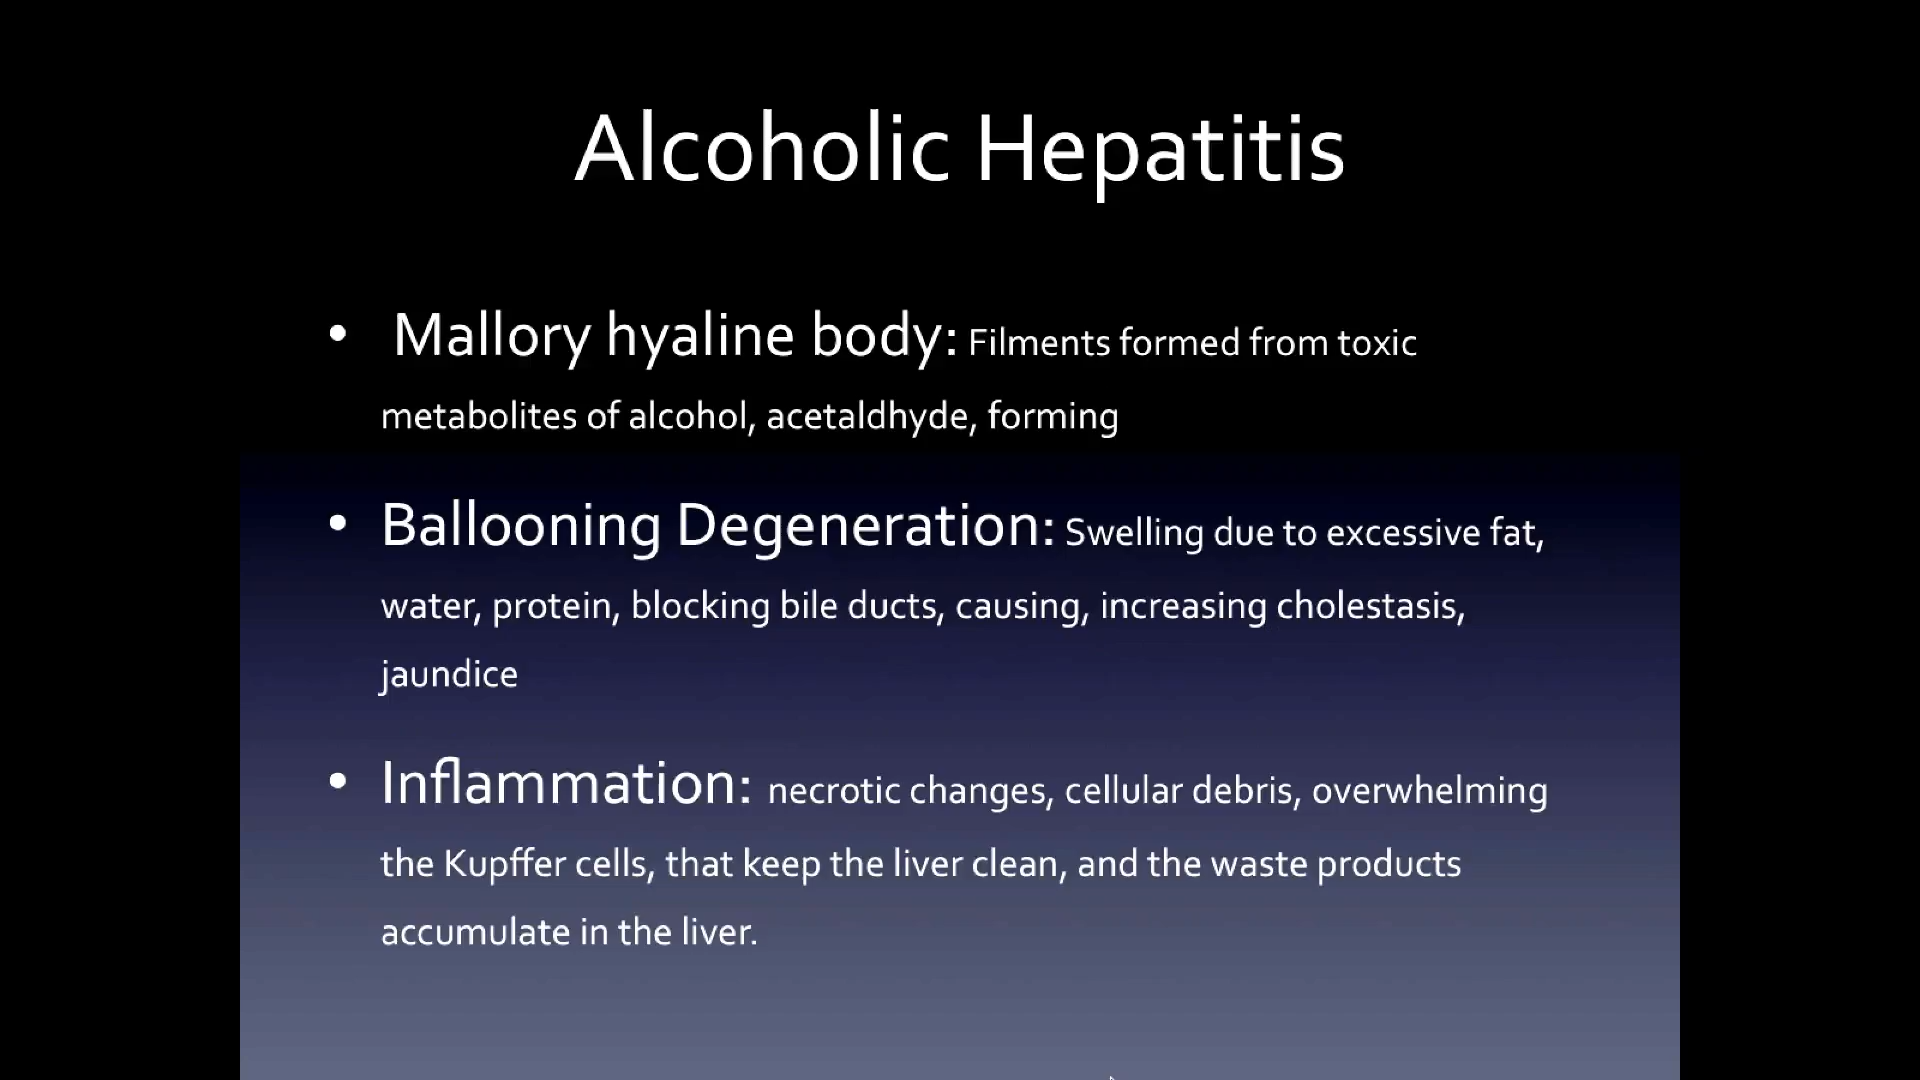 Alcoholic Hepatitis
• Mallory hyaline body: Filments formed from toxic
metabolites of alcohol, acetaldhyde, forming
• Ballooning Degeneration: Swelling due to excessive fat,
water, protein, blocking bile ducts, causing, increasing cholestasis,
jaundice
• Inflammation: necrotic changes, cellular debris, overwhelming
the Kupffer cells, that keep the liver clean, and the waste products
accumulate in the liver.